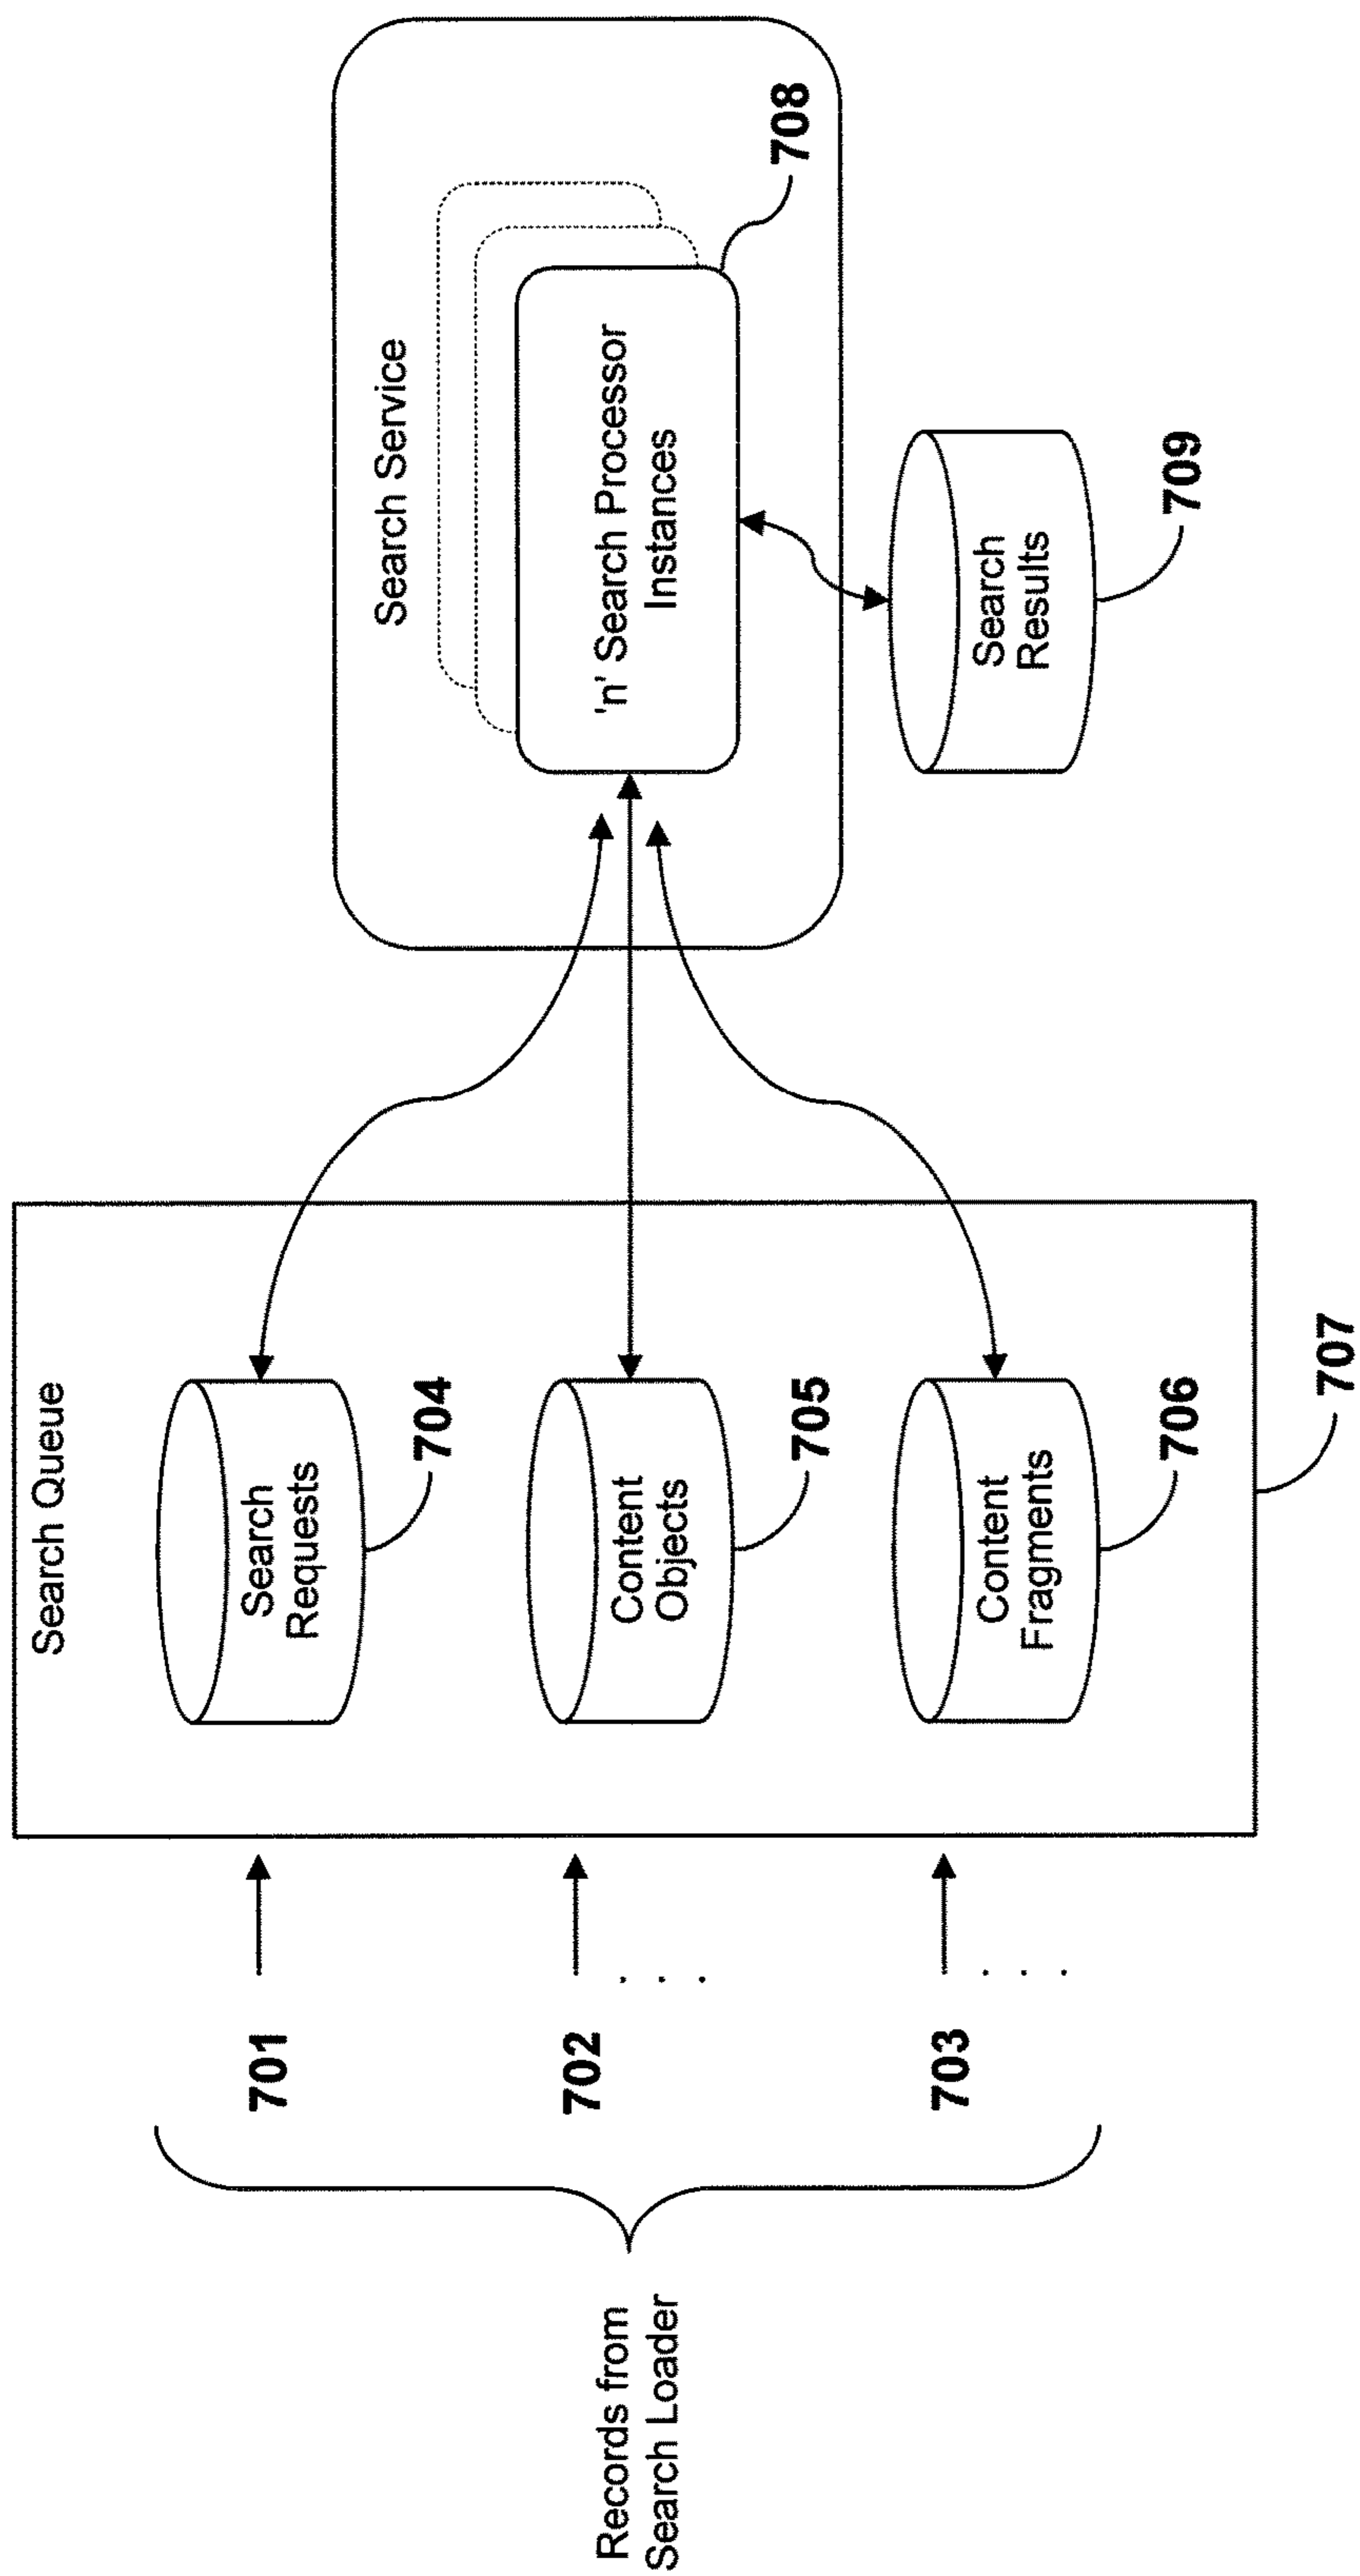 Records from
Search Loader
701
702
. . .
703
. . .
Search Queue
Search
Requests
704
Content
Objects
705
Content
Fragments
706
707
Search Service
'n' Search Processor
Instances
708
Search
Results
709